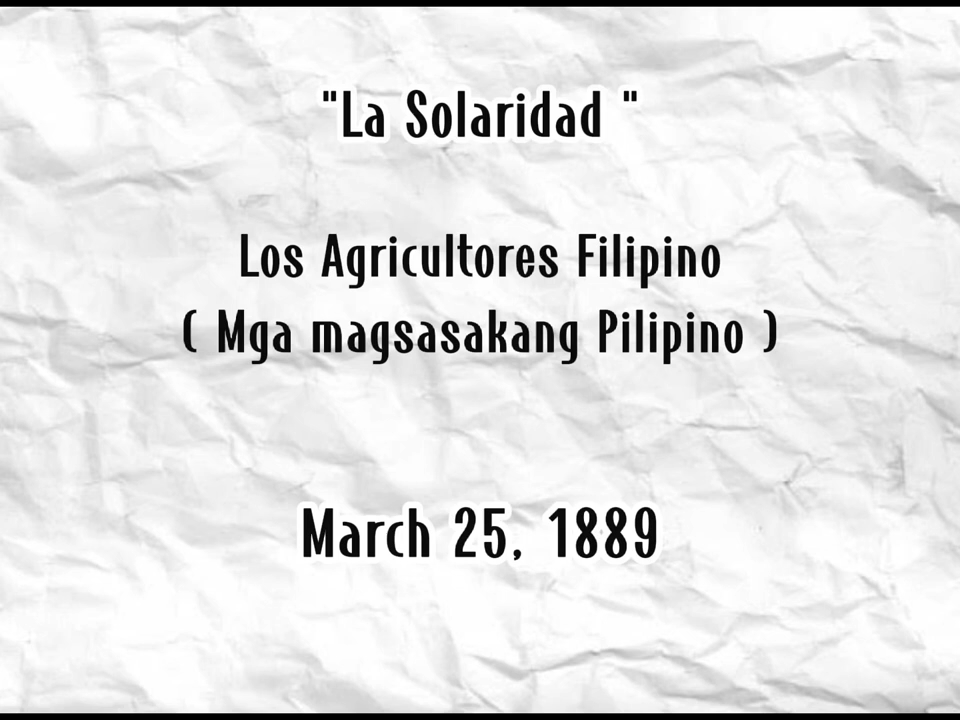 "La Solaridad "
Los Agricultores Filipino
( Mga magsasakang Pilipino )
March 25, 1889